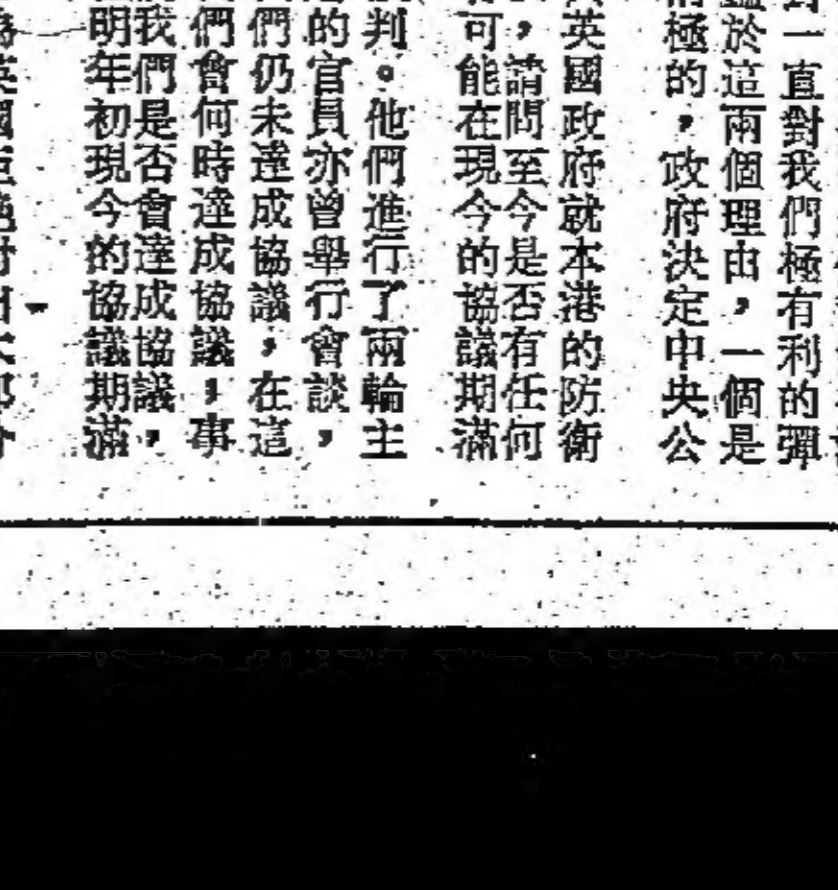 一直對我們極有利的彈
於這兩個理由，一個是
極的，政府決定中央公
英國政府就本港的防衛
，請問至今是否有任何
可能在現今的協議期滿
判。他們進行了兩輪主
的官員亦曾舉行會談，
們仍未達成協議，在這
們會何時達成協議，事
我們是否會達成協議，
明年初現今的協議期滿